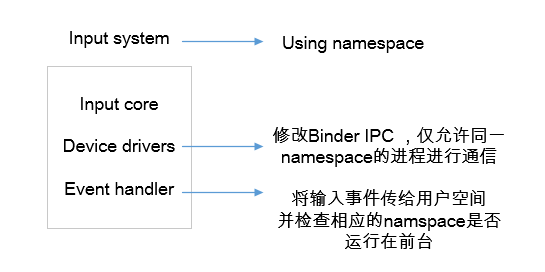 Input system
Using namespace
Input core
Device drivers
修改Binder IPC ，仅允许同一
namespace的进程进行通信
Event handler
将输入事件传给用户空间
并检查相应的namspace是否
运行在前台